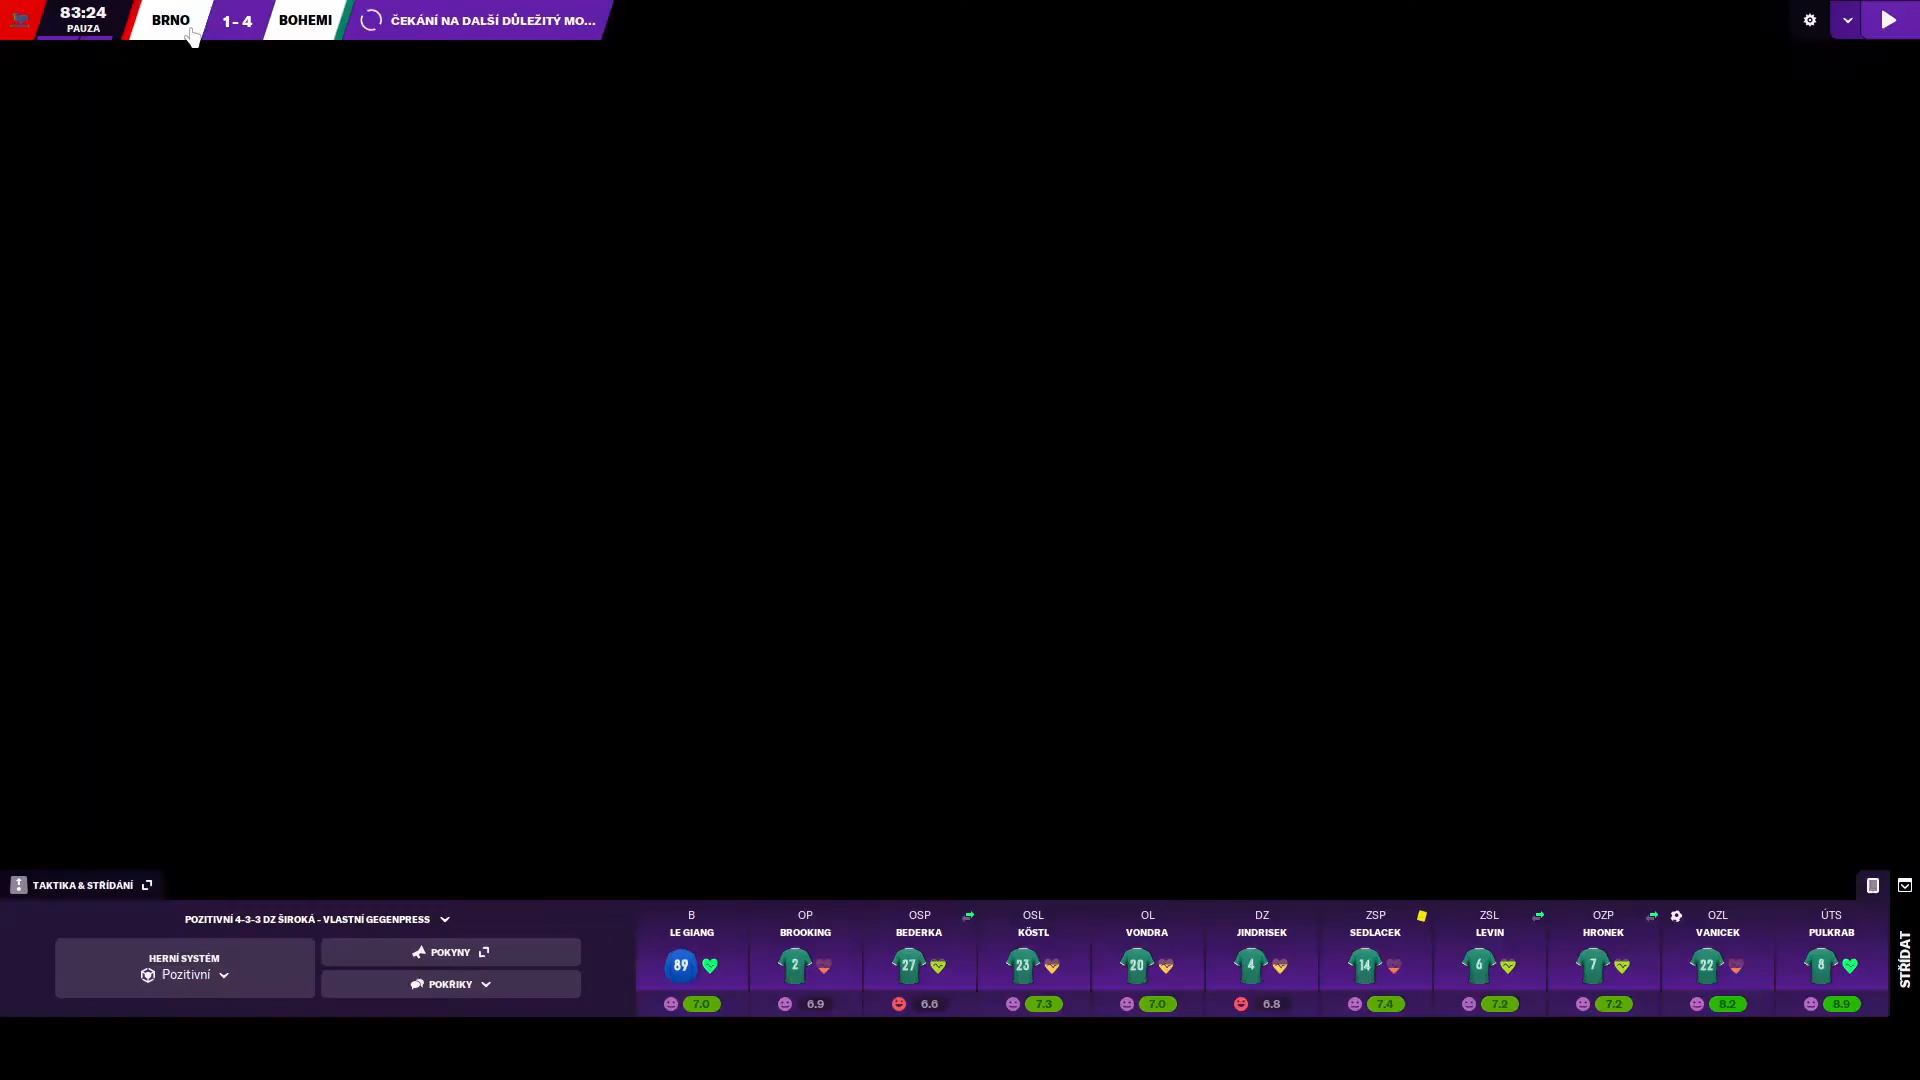 83:24
PAUZA
BRNO
1 - 4
BOHEMI
ČEKÁNÍ NA DALŠÍ DŮLEŽITÝ MO...
TAKTIKA & STŘÍDÁNÍ
POZITIVNÍ 4-3-3 DZ ŠIROKÁ - VLASTNÍ GEGENPRESS
HERNÍ SYSTÉM
Pozitivní
POKYNY
POKŘIKY
B OP OSP OSL OL DZ ZSP ZSL OZP OZL ÚTS
LE GIANG BROOKING BEDERKA KÖSTL VONDRA JINDRISEK SEDLACEK LEVIN HRONEK VANICEK PULKRAB
89 2 27 23 20 4 14 6 7 22 8
7.0 6.9 6.6 7.3 7.0 6.8 7.4 7.2 7.2 8.2 8.9
STŘÍDAT